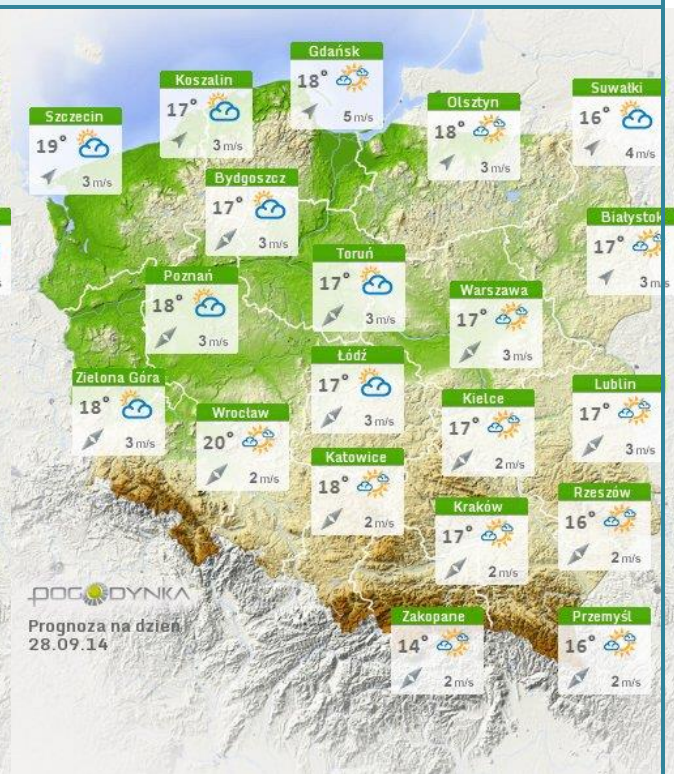 Gdańsk
18°
5 m/s
Koszalin
17°
3 m/s
Suwałki
16°
4 m/s
Olsztyn
18°
3 m/s
Szczecin
19°
3 m/s
Bydgoszcz
17°
3 m/s
Białystok
17°
3 m/s
Toruń
17°
3 m/s
Poznań
18°
3 m/s
Warszawa
17°
3 m/s
Łódź
17°
3 m/s
Zielona Góra
18°
3 m/s
Lublin
17°
3 m/s
Kielce
17°
2 m/s
Wrocław
20°
2 m/s
Katowice
18°
2 m/s
Rzeszów
16°
2 m/s
Kraków
17°
2 m/s
Zakopane
14°
2 m/s
Przemyśl
16°
2 m/s
POGODYNKA
Prognoza na dzień
28.09.14